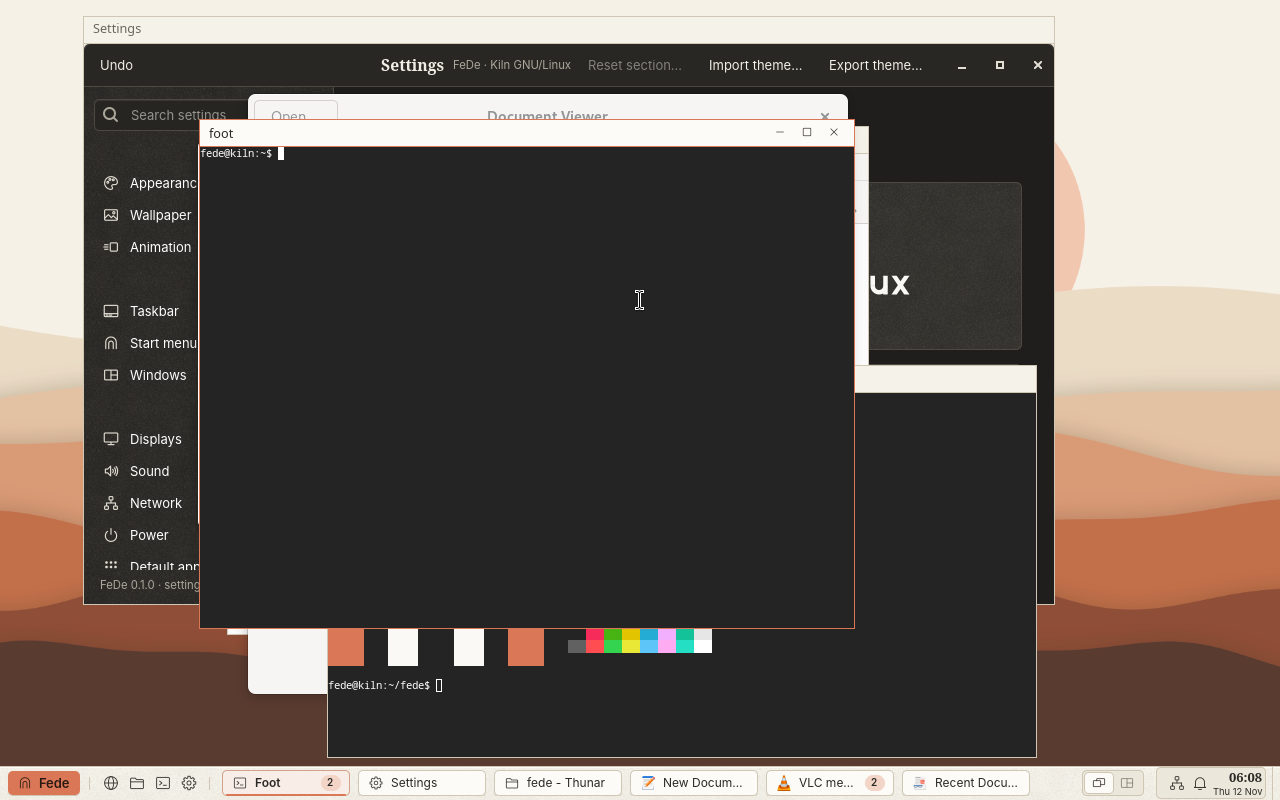 Settings
Undo
Settings
FeDe · Kiln GNU/Linux
Reset section...
Import theme...
Export theme...
Search settings
Open
Document Viewer
foot
fede@kiln:~$
Appearanc
Wallpaper
Animation
ux
Taskbar
Start menu
Windows
Displays
Sound
Network
Power
Default app
FeDe 0.1.0 · setting
fede@kiln:~/fede$
Fede
Foot
2
Settings
fede - Thunar
New Docum...
VLC me...
2
Recent Docu...
06:08
Thu 12 Nov